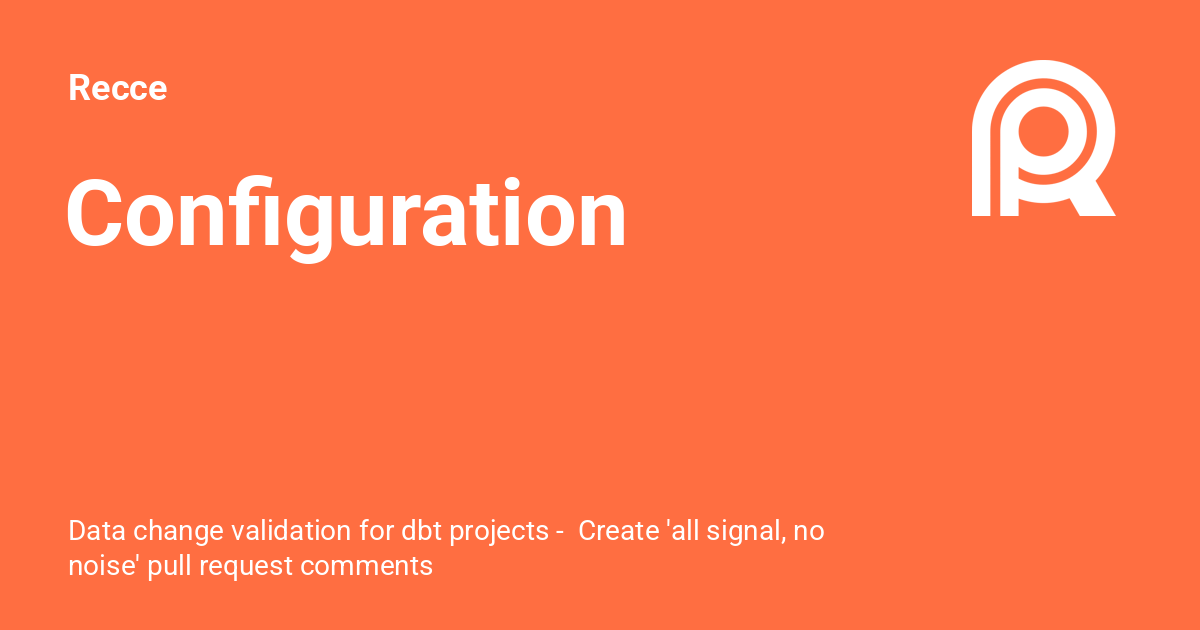 Recce
Configuration
Data change validation for dbt projects -  Create 'all signal, no
noise' pull request comments